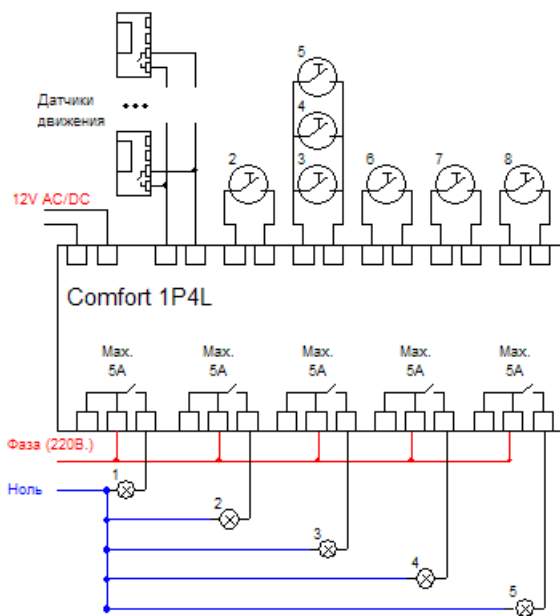 5
Датчики
движения
4
2
3
6
7
8
12V AC/DC
Comfort 1P4L
Max.
5A
Max.
5A
Max.
5A
Max.
5A
Max.
5A
Фаза (220В.)
1
Ноль
2
3
4
5